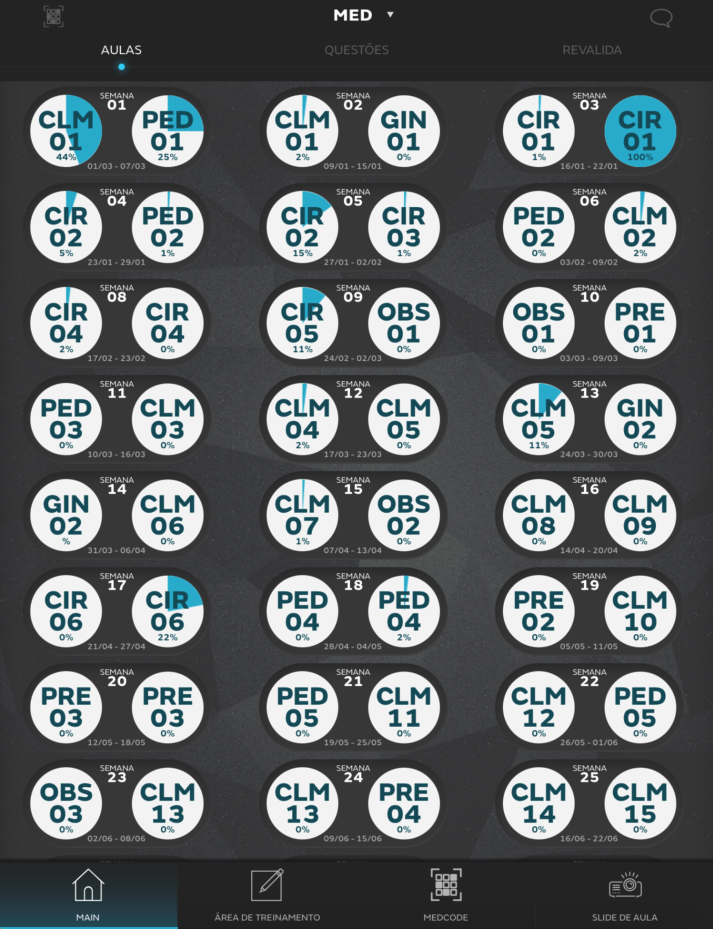 MED
AULAS QUESTÕES REVALIDA
SEMANA 01
CLM 01 44%
PED 01 25%
01/03 - 07/03
SEMANA 02
CLM 01 2%
GIN 01 0%
09/01 - 15/01
SEMANA 03
CIR 01 1%
CIR 01 100%
16/01 - 22/01
SEMANA 04
CIR 02 5%
PED 02 1%
23/01 - 29/01
SEMANA 05
CIR 02 15%
CIR 03 1%
27/01 - 02/02
SEMANA 06
PED 02 0%
CLM 02 2%
03/02 - 09/02
SEMANA 08
CIR 04 2%
CIR 04 0%
17/02 - 23/02
SEMANA 09
CIR 05 11%
OBS 01 0%
24/02 - 02/03
SEMANA 10
OBS 01 0%
PRE 01 0%
03/03 - 09/03
SEMANA 11
PED 03 0%
CLM 03 0%
10/03 - 16/03
SEMANA 12
CLM 04 2%
CLM 05 0%
17/03 - 23/03
SEMANA 13
CLM 05 11%
GIN 02 0%
24/03 - 30/03
SEMANA 14
GIN 02 %
CLM 06 0%
31/03 - 06/04
SEMANA 15
CLM 07 1%
OBS 02 0%
07/04 - 13/04
SEMANA 16
CLM 08 0%
CLM 09 0%
14/04 - 20/04
SEMANA 17
CIR 06 0%
CIR 06 22%
21/04 - 27/04
SEMANA 18
PED 04 0%
PED 04 2%
28/04 - 04/05
SEMANA 19
PRE 02 0%
CLM 10 0%
05/05 - 11/05
SEMANA 20
PRE 03 0%
PRE 03 0%
12/05 - 18/05
SEMANA 21
PED 05 0%
CLM 11 0%
19/05 - 25/05
SEMANA 22
CLM 12 0%
PED 05 0%
26/05 - 01/06
SEMANA 23
OBS 03 0%
CLM 13 0%
02/06 - 08/06
SEMANA 24
CLM 13 0%
PRE 04 0%
09/06 - 15/06
SEMANA 25
CLM 14 0%
CLM 15 0%
16/06 - 22/06
MAIN ÁREA DE TREINAMENTO MEDCODE SLIDE DE AULA